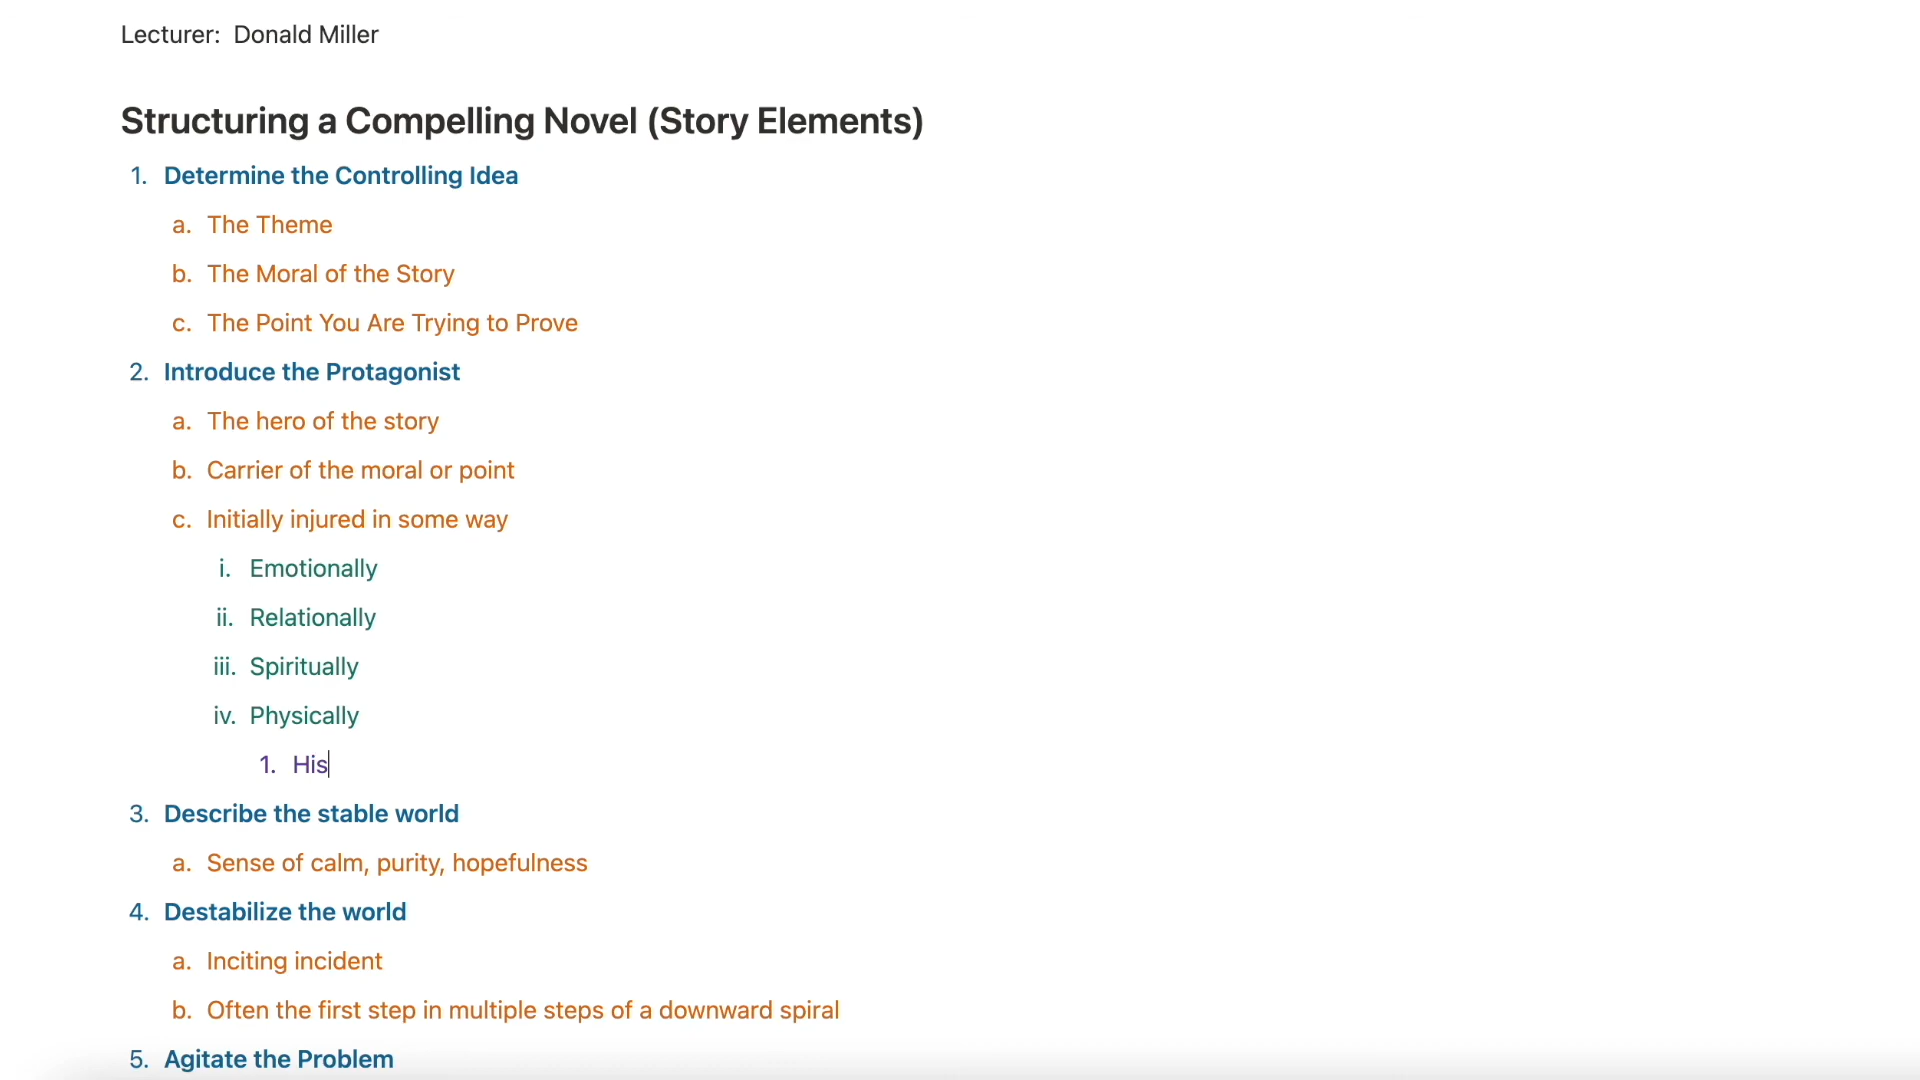 Lecturer:  Donald Miller
Structuring a Compelling Novel (Story Elements)
1. Determine the Controlling Idea
a. The Theme
b. The Moral of the Story
c. The Point You Are Trying to Prove
2. Introduce the Protagonist
a. The hero of the story
b. Carrier of the moral or point
c. Initially injured in some way
i. Emotionally
ii. Relationally
iii. Spiritually
iv. Physically
1. His
3. Describe the stable world
a. Sense of calm, purity, hopefulness
4. Destabilize the world
a. Inciting incident
b. Often the first step in multiple steps of a downward spiral
5. Agitate the Problem